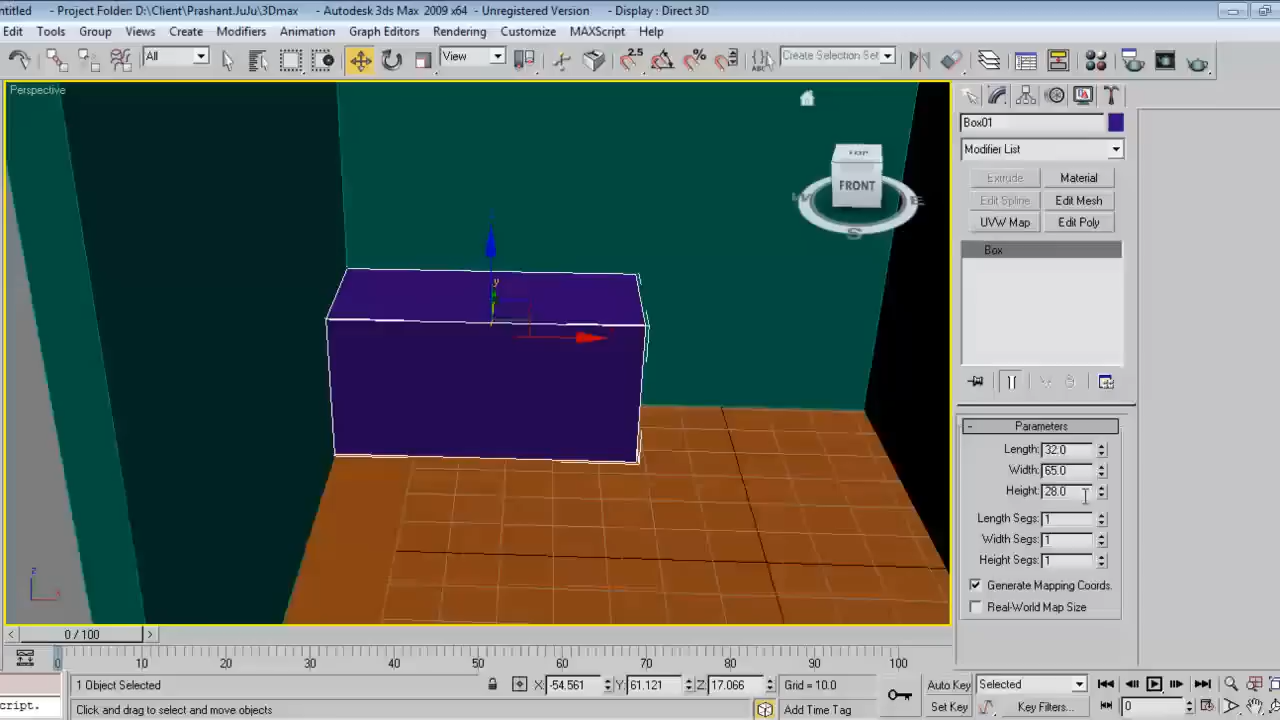 ntitled - Project Folder: D:\Client\Prashant.JuJu\3Dmax - Autodesk 3ds Max 2009 x64 - Unregistered Version - Display : Direct 3D
Edit Tools Group Views Create Modifiers Animation Graph Editors Rendering Customize MAXScript Help
All View 2.5 ABC Create Selection Set
Perspective
Box01
TOP
Modifier List
FRONT
Extrude Material
W E
Edit Spline Edit Mesh
S
UVW Map Edit Poly
Box
y
- Parameters
Length: 32.0
Width: 65.0
Height: 28.0
Length Segs: 1
Width Segs: 1
Height Segs: 1
z
x
Generate Mapping Coords.
Real-World Map Size
< 0 / 100 >
0 10 20 30 40 50 60 70 80 90 100
1 Object Selected X: -54.561 Y: 61.121 Z: 17.066 Grid = 10.0 Auto Key Selected
cript. Click and drag to select and move objects Add Time Tag Set Key Key Filters... 0